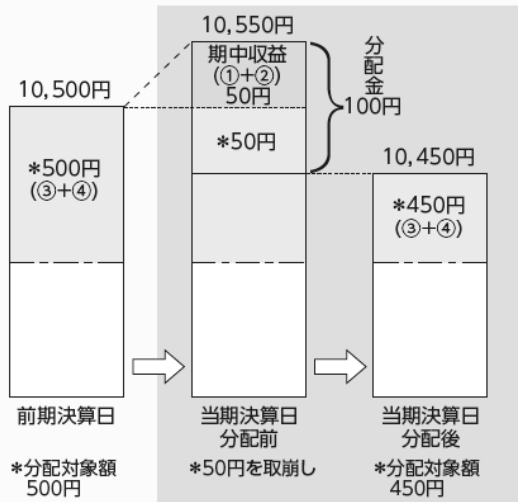 10,500円
*500円
(③+④)
前期決算日
*分配対象額
500円
10,550円
期中収益
(①+②)
50円
*50円
分配金
100円
当期決算日
分配前
*50円を取崩し
10,450円
*450円
(③+④)
当期決算日
分配後
*分配対象額
450円